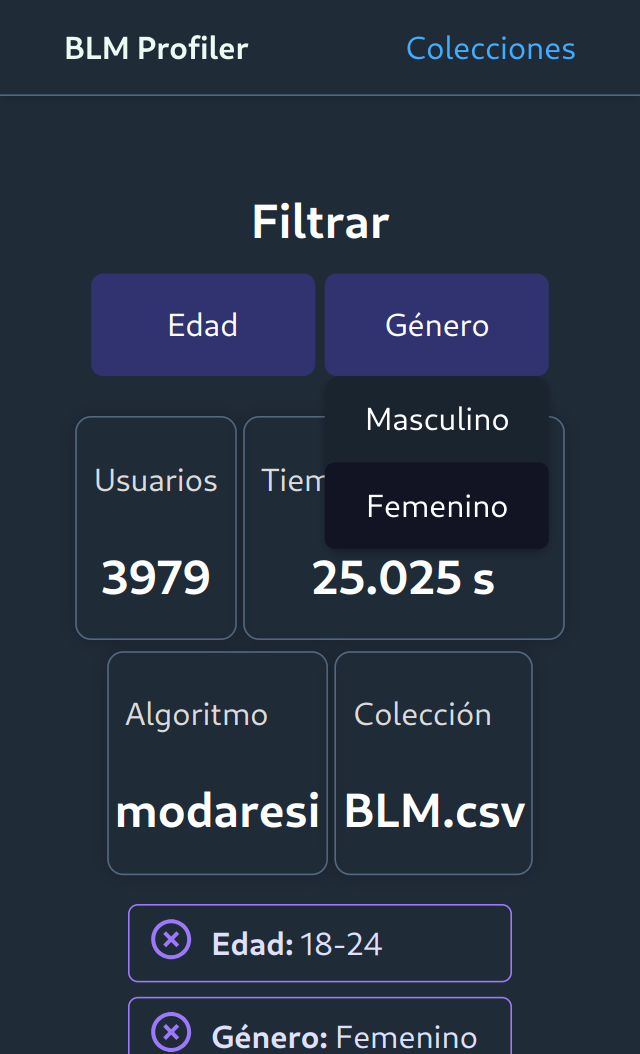 BLM Profiler
Colecciones
Filtrar
Edad
Género
Masculino
Femenino
Usuarios
3979
Tiem
25.025 s
Algoritmo
modaresi
Colección
BLM.csv
Edad: 18-24
Género: Femenino